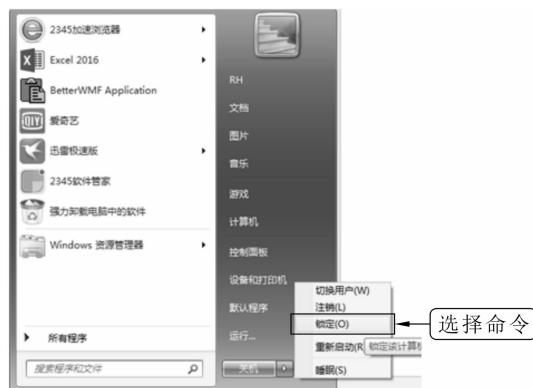 2345加速浏览器
Excel 2016
BetterWMF Application
爱奇艺
迅雷极速版
2345软件管家
强力卸载电脑中的软件
Windows 资源管理器
所有程序
搜索程序和文件
RH
文档
图片
音乐
游戏
计算机
控制面板
设备和打印机
默认程序
运行...
关机
切换用户(W)
注销(L)
锁定(O)
重新启动(R
锁定该计算机
睡眠(S)
选择命令